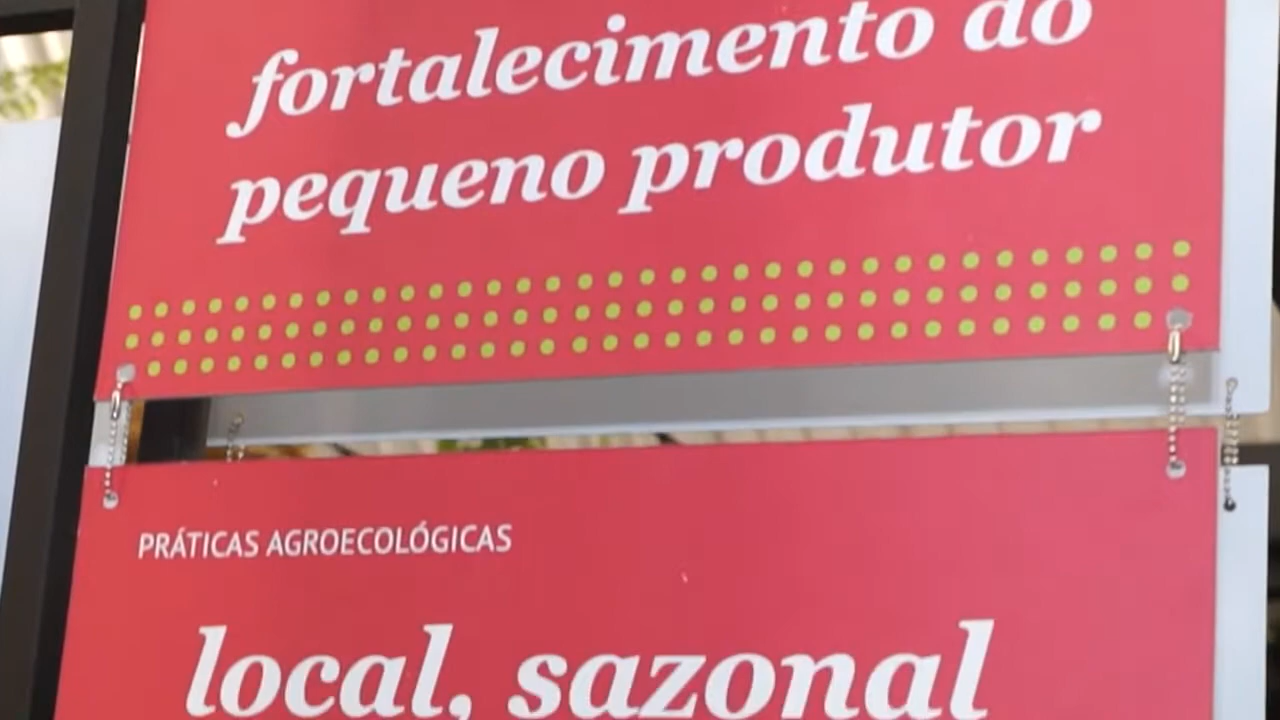 fortalecimento do
pequeno produtor
PRÁTICAS AGROECOLÓGICAS
local, sazonal